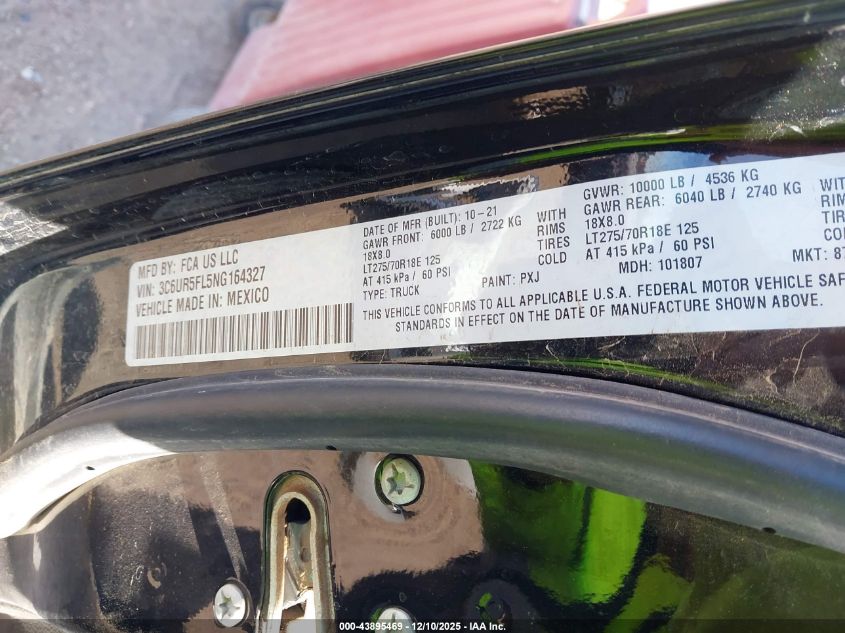 MFD BY: FCA US LLC
VIN: 3C6UR5FL5NG164327
VEHICLE MADE IN: MEXICO
DATE OF MFR (BUILT): 10-21
GAWR FRONT: 6000 LB / 2722 KG WITH
18X8.0 RIMS
LT275/70R18E 125 TIRES
AT 415 kPa / 60 PSI COLD
TYPE: TRUCK PAINT: PXJ
GVWR: 10000 LB / 4536 KG
GAWR REAR: 6040 LB / 2740 KG WITH
18X8.0 RIMS
LT275/70R18E 125 TIRES
AT 415 kPa / 60 PSI
MDH: 101807 MKT:
THIS VEHICLE CONFORMS TO ALL APPLICABLE U.S.A. FEDERAL MOTOR VEHICLE
STANDARDS IN EFFECT ON THE DATE OF MANUFACTURE SHOWN ABOVE.
000-43895469 - 12/10/2025 - IAA Inc.